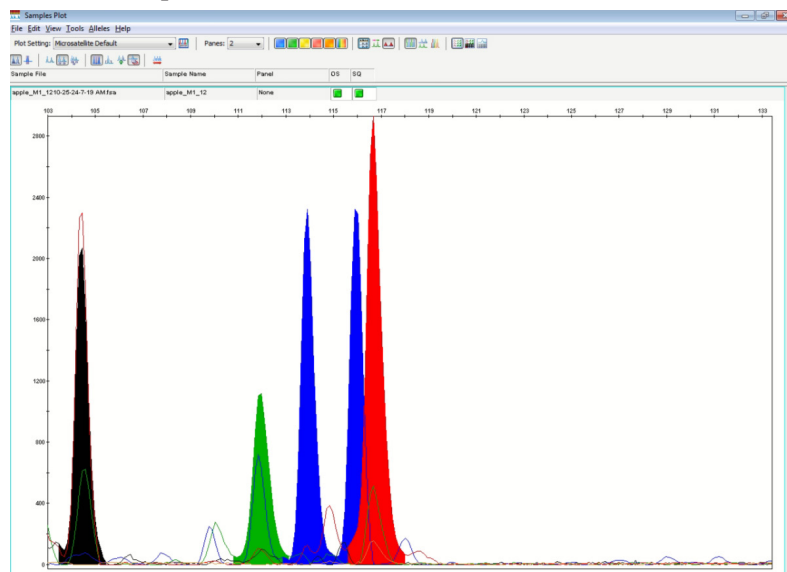 Samples Plot
File Edit View Tools Alleles Help
Plot Setting: Microsatellite Default Panes: 2
Sample File Sample Name Panel OS SQ
apple_M1_1210-25-24-7-19 AM.fsa apple_M1_12 None
103 105 107 109 111 113 115 117 119 121 123 125 127 129 131 133
2800
2400
2000
1600
1200
800
400
0